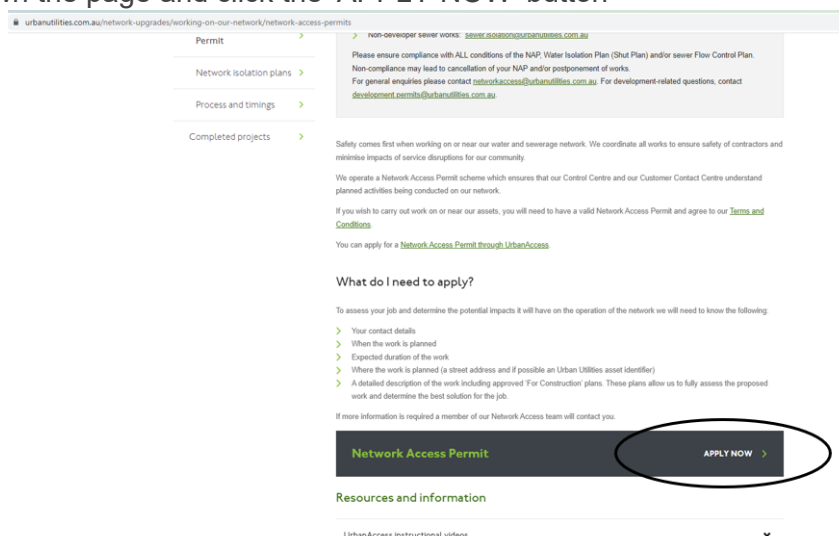 the page and click the 'APPLY NOW' button
urbanutilities.com.au/network-upgrades/working-on-our-network/network-access-permits
Permit
Network isolation plans
Process and timings
Completed projects
Non-developer sewer works: sewer.isolation@urbanutilities.com.au
Please ensure compliance with ALL conditions of the NAP, Water Isolation Plan (Shut Plan) and/or sewer Flow Control Plan.
Non-compliance may lead to cancellation of your NAP and/or postponement of works.
For general enquiries please contact networkaccess@urbanutilities.com.au. For development-related questions, contact
development.permits@urbanutilities.com.au.
Safety comes first when working on or near our water and sewerage network. We coordinate all works to ensure safety of contractors and
minimise impacts of service disruptions for our community.
We operate a Network Access Permit scheme which ensures that our Control Centre and our Customer Contact Centre understand
planned activities being conducted on our network.
If you wish to carry out work on or near our assets, you will need to have a valid Network Access Permit and agree to our Terms and
Conditions.
You can apply for a Network Access Permit through UrbanAccess.
What do I need to apply?
To assess your job and determine the potential impacts it will have on the operation of the network we will need to know the following:
Your contact details
When the work is planned
Expected duration of the work
Where the work is planned (a street address and if possible an Urban Utilities asset identifier)
A detailed description of the work including approved 'For Construction' plans. These plans allow us to fully assess the proposed
work and determine the best solution for the job.
If more information is required a member of our Network Access team will contact you.
Network Access Permit
APPLY NOW
Resources and information
UrbanAccess instructional videos